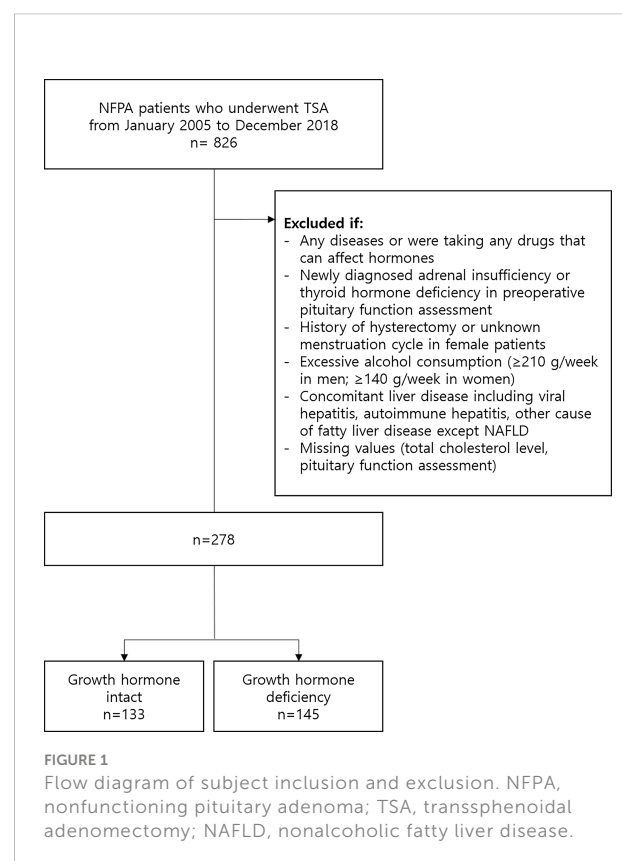 NFPA patients who underwent TSA
from January 2005 to December 2018
n= 826
Excluded if:
- Any diseases or were taking any drugs that
can affect hormones
- Newly diagnosed adrenal insufficiency or
thyroid hormone deficiency in preoperative
pituitary function assessment
- History of hysterectomy or unknown
menstruation cycle in female patients
- Excessive alcohol consumption (≥210 g/week
in men; ≥140 g/week in women)
- Concomitant liver disease including viral
hepatitis, autoimmune hepatitis, other cause
of fatty liver disease except NAFLD
- Missing values (total cholesterol level,
pituitary function assessment)
n=278
Growth hormone
intact
n=133
Growth hormone
deficiency
n=145
FIGURE 1
Flow diagram of subject inclusion and exclusion. NFPA,
nonfunctioning pituitary adenoma; TSA, transsphenoidal
adenomectomy; NAFLD, nonalcoholic fatty liver disease.